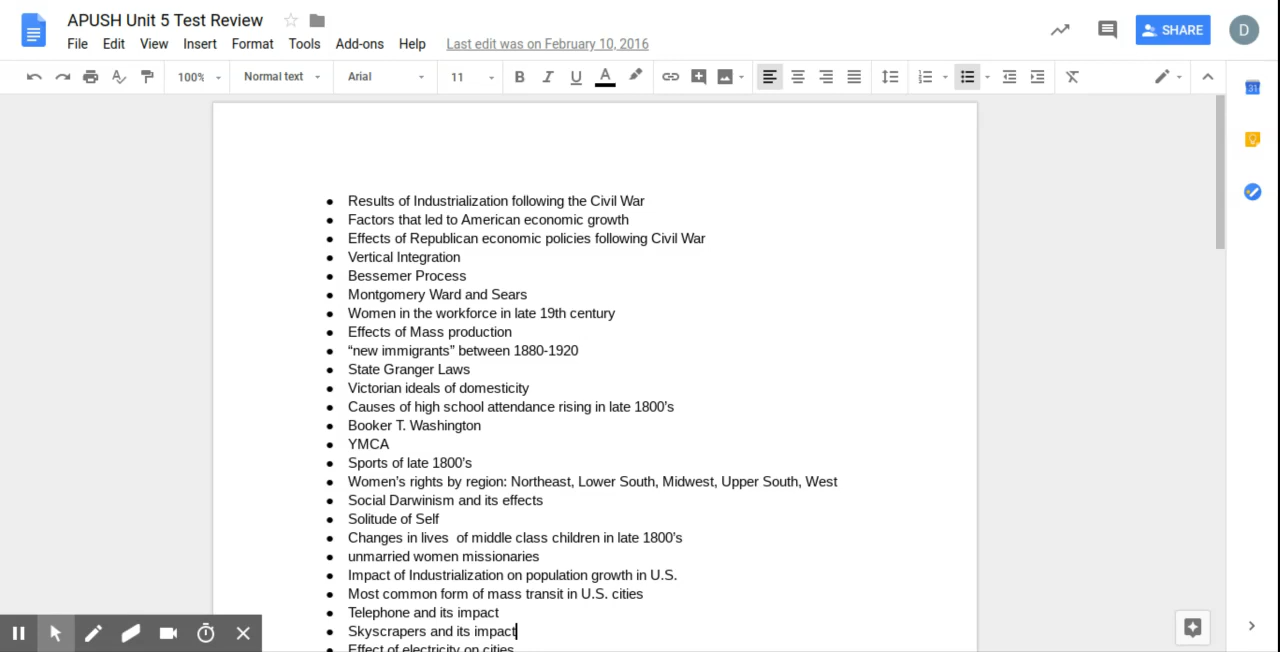 APUSH Unit 5 Test Review
File Edit View Insert Format Tools Add-ons Help Last edit was on February 10, 2016
SHARE
D
100% Normal text Arial 11 B I U A
31
● Results of Industrialization following the Civil War
● Factors that led to American economic growth
● Effects of Republican economic policies following Civil War
● Vertical Integration
● Bessemer Process
● Montgomery Ward and Sears
● Women in the workforce in late 19th century
● Effects of Mass production
● “new immigrants” between 1880-1920
● State Granger Laws
● Victorian ideals of domesticity
● Causes of high school attendance rising in late 1800’s
● Booker T. Washington
● YMCA
● Sports of late 1800’s
● Women’s rights by region: Northeast, Lower South, Midwest, Upper South, West
● Social Darwinism and its effects
● Solitude of Self
● Changes in lives  of middle class children in late 1800’s
● unmarried women missionaries
● Impact of Industrialization on population growth in U.S.
● Most common form of mass transit in U.S. cities
● Telephone and its impact
● Skyscrapers and its impact
● Effect of electricity on cities